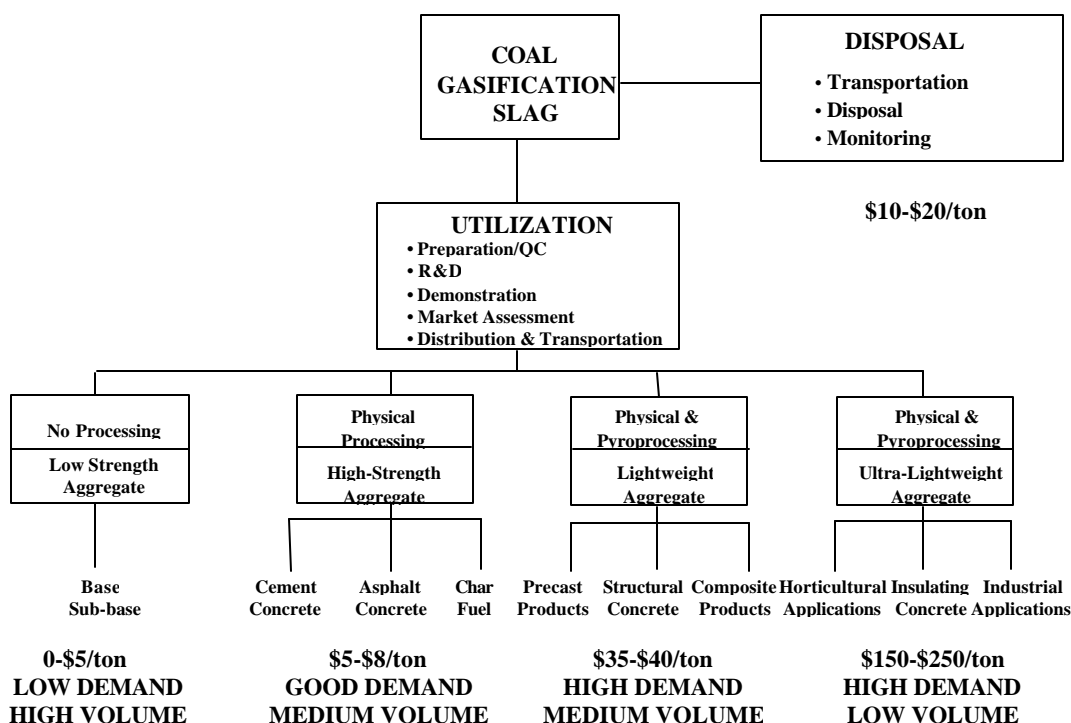 COAL
GASIFICATION
SLAG
DISPOSAL
• Transportation
• Disposal
• Monitoring
$10-$20/ton
UTILIZATION
• Preparation/QC
• R&D
• Demonstration
• Market Assessment
• Distribution & Transportation
No Processing
Low Strength
Aggregate
Physical
Processing
High-Strength
Aggregate
Physical &
Pyroprocessing
Lightweight
Aggregate
Physical &
Pyroprocessing
Ultra-Lightweight
Aggregate
Base
Sub-base
Cement
Concrete
Asphalt
Concrete
Char
Fuel
Precast
Products
Structural
Concrete
Composite
Products
Horticultural
Applications
Insulating
Concrete
Industrial
Applications
0-$5/ton
LOW DEMAND
HIGH VOLUME
$5-$8/ton
GOOD DEMAND
MEDIUM VOLUME
$35-$40/ton
HIGH DEMAND
MEDIUM VOLUME
$150-$250/ton
HIGH DEMAND
LOW VOLUME